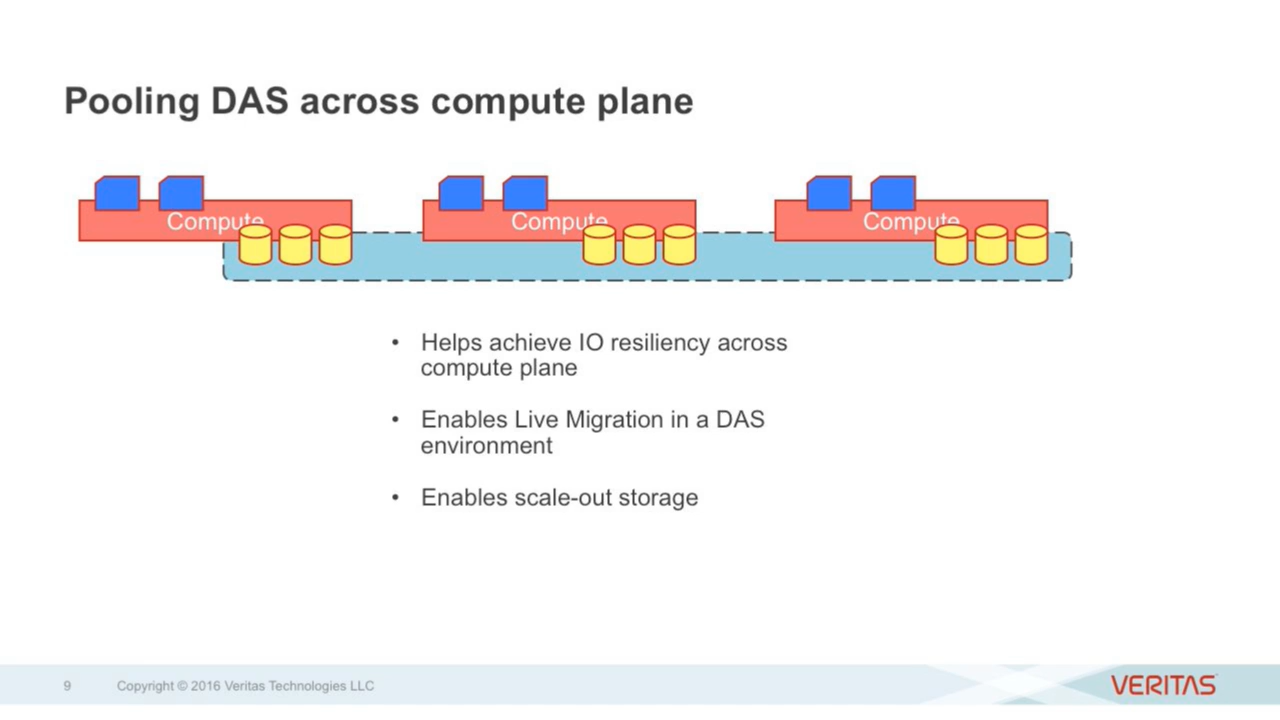 Pooling DAS across compute plane
Compute
Compute
Compute
• Helps achieve IO resiliency across
compute plane
• Enables Live Migration in a DAS
environment
• Enables scale-out storage
9
Copyright © 2016 Veritas Technologies LLC
VERITAS